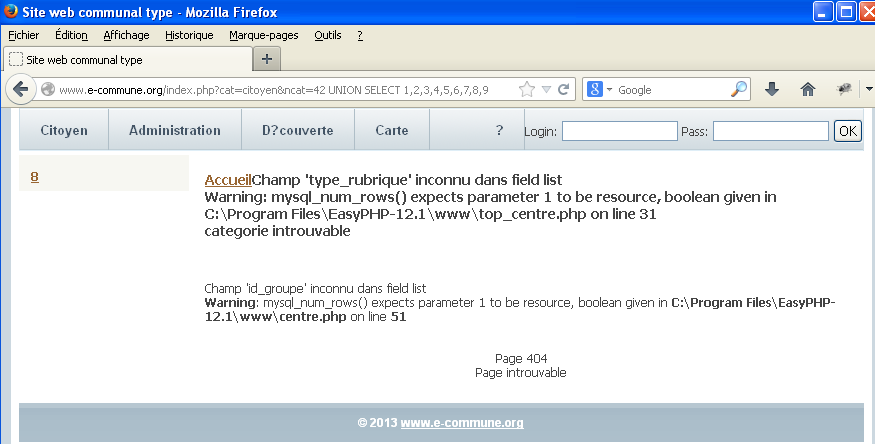 Site web communal type - Mozilla Firefox
Fichier Édition Affichage Historique Marque-pages Outils ?
Site web communal type +
www.e-commune.org/index.php?cat=citoyen&ncat=42 UNION SELECT 1,2,3,4,5,6,7,8,9 8 Google
Citoyen Administration D?couverte Carte ? Login: Pass: OK
8
AccueilChamp 'type_rubrique' inconnu dans field list
Warning: mysql_num_rows() expects parameter 1 to be resource, boolean given in
C:\Program Files\EasyPHP-12.1\www\top_centre.php on line 31
categorie introuvable
Champ 'id_groupe' inconnu dans field list
Warning: mysql_num_rows() expects parameter 1 to be resource, boolean given in C:\Program Files\EasyPHP-
12.1\www\centre.php on line 51
Page 404
Page introuvable
© 2013 www.e-commune.org